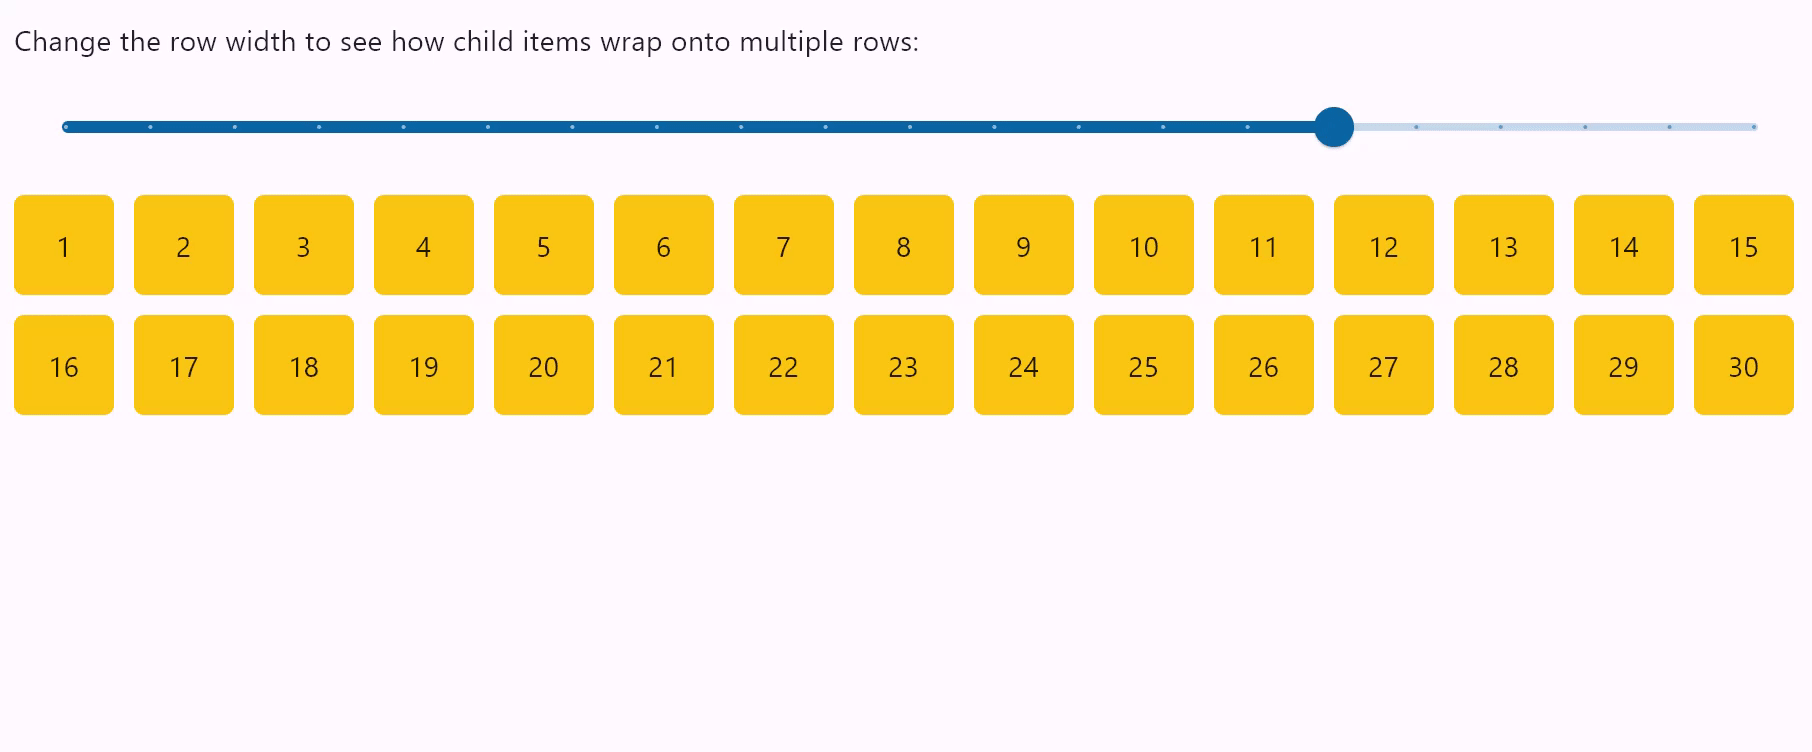 Change the row width to see how child items wrap onto multiple rows:
1 2 3 4 5 6 7 8 9 10 11 12 13 14 15
16 17 18 19 20 21 22 23 24 25 26 27 28 29 30